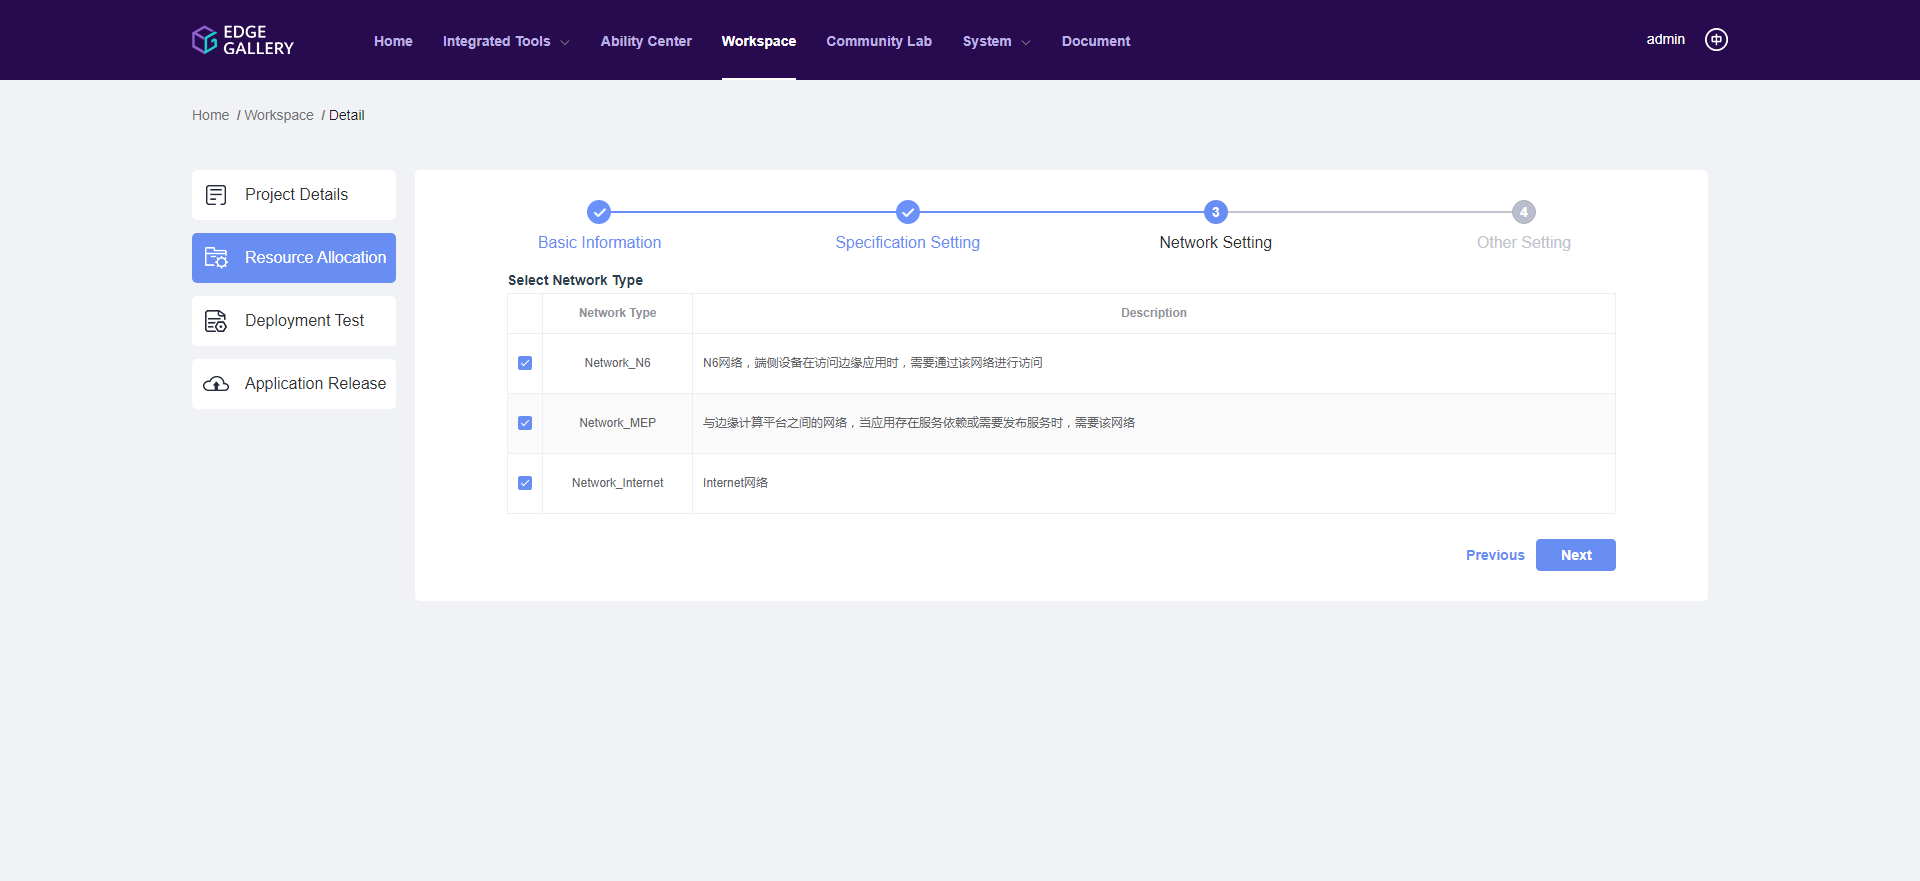 EDGE
GALLERY
Home Integrated Tools Ability Center Workspace Community Lab System Document
admin 中
Home / Workspace / Detail
Project Details
Resource Allocation
Deployment Test
Application Release
3 4
Basic Information Specification Setting Network Setting Other Setting
Select Network Type
Network Type Description
Network_N6 N6网络，端侧设备在访问边缘应用时，需要通过该网络进行访问
Network_MEP 与边缘计算平台之间的网络，当应用存在服务依赖或需要发布服务时，需要该网络
Network_Internet Internet网络
Previous Next